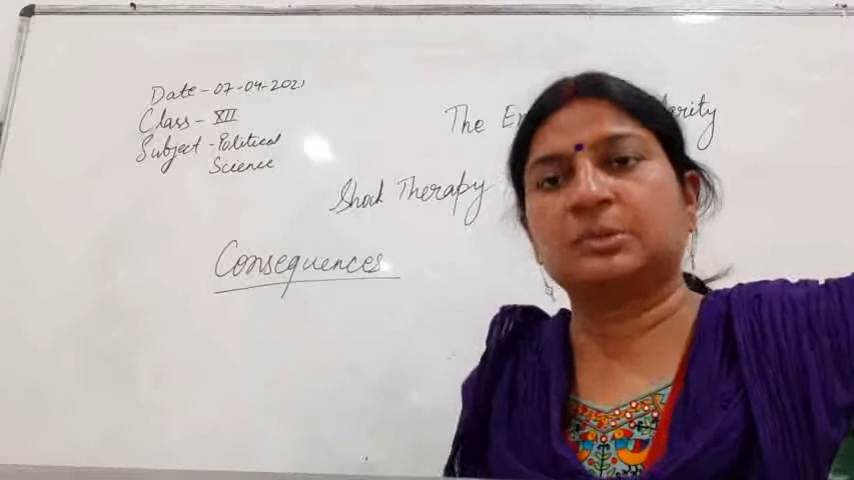 Date - 07-04-2021
Class - XII
Subject - Political
Science
The
Shock Therapy
Consequences